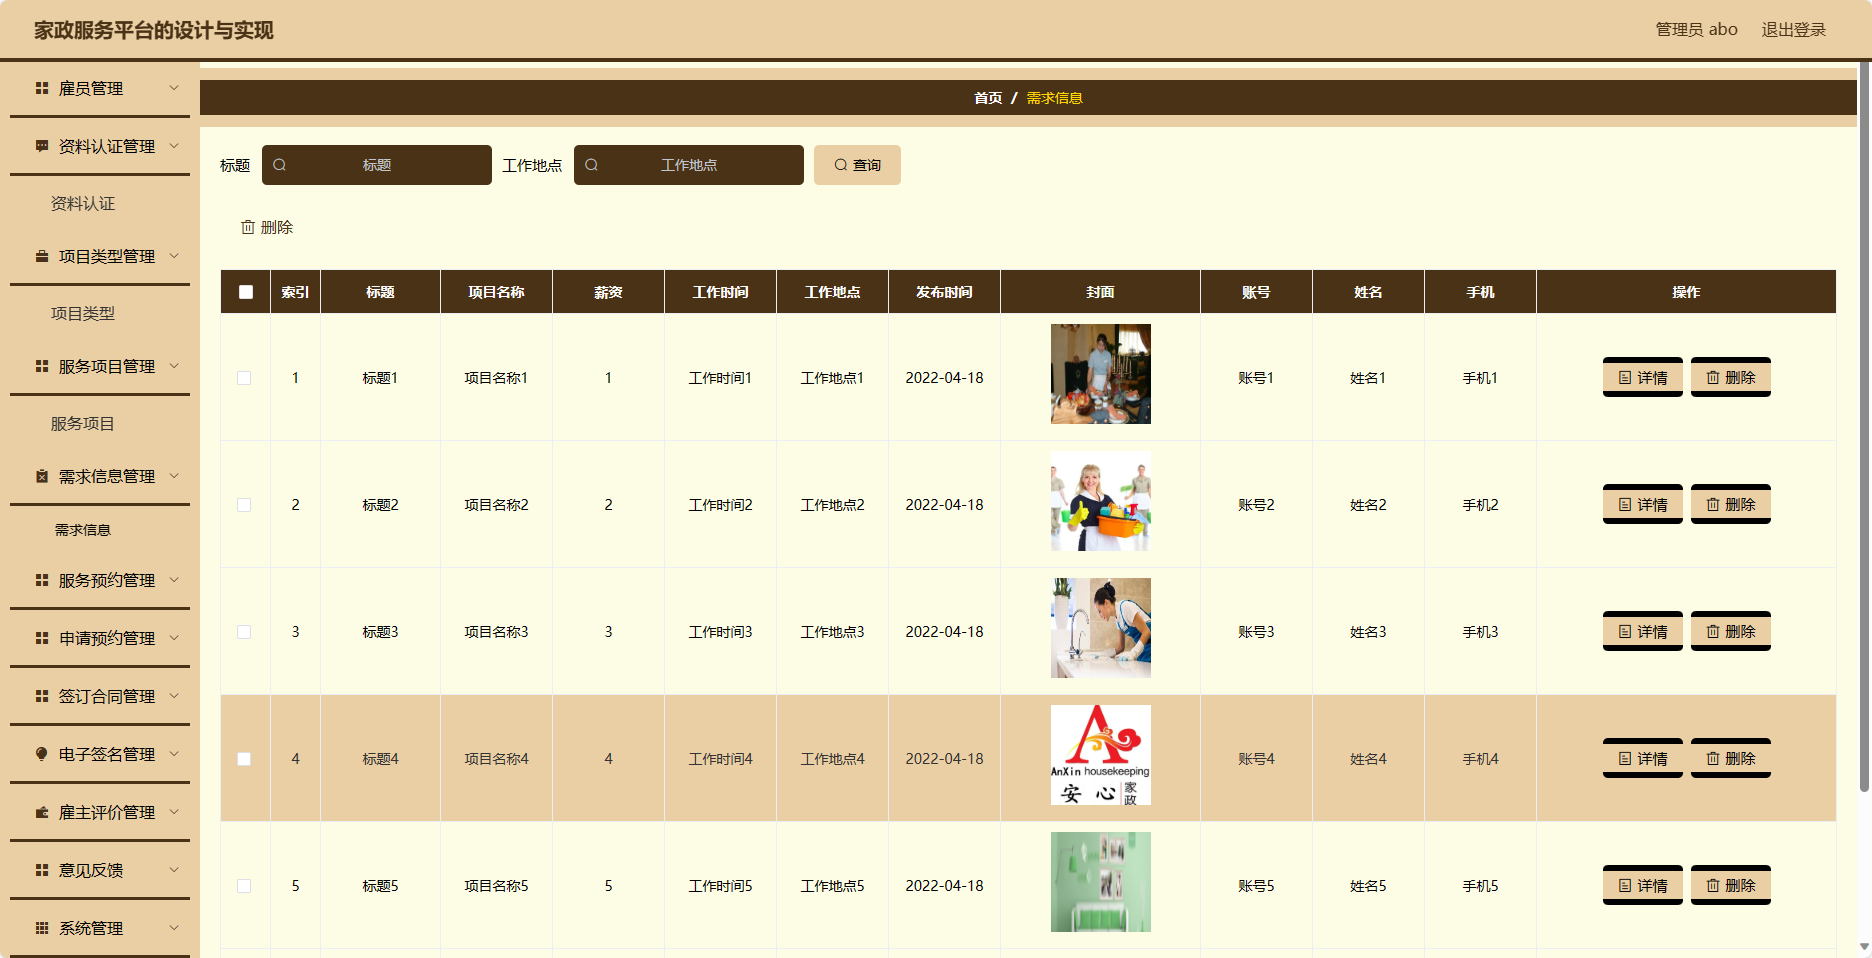 家政服务平台的设计与实现
管理员 abo 退出登录
雇员管理
资料认证管理
资料认证
项目类型管理
项目类型
服务项目管理
服务项目
需求信息管理
需求信息
服务预约管理
申请预约管理
签订合同管理
电子签名管理
雇主评价管理
意见反馈
系统管理
首页 / 需求信息
标题 标题 工作地点 工作地点 查询
删除
索引 标题 项目名称 薪资 工作时间 工作地点 发布时间 封面 账号 姓名 手机 操作
1 标题1 项目名称1 1 工作时间1 工作地点1 2022-04-18 账号1 姓名1 手机1 详情 删除
2 标题2 项目名称2 2 工作时间2 工作地点2 2022-04-18 账号2 姓名2 手机2 详情 删除
3 标题3 项目名称3 3 工作时间3 工作地点3 2022-04-18 账号3 姓名3 手机3 详情 删除
4 标题4 项目名称4 4 工作时间4 工作地点4 2022-04-18 账号4 姓名4 手机4 详情 删除
AnXin housekeeping
安心 家政
5 标题5 项目名称5 5 工作时间5 工作地点5 2022-04-18 账号5 姓名5 手机5 详情 删除